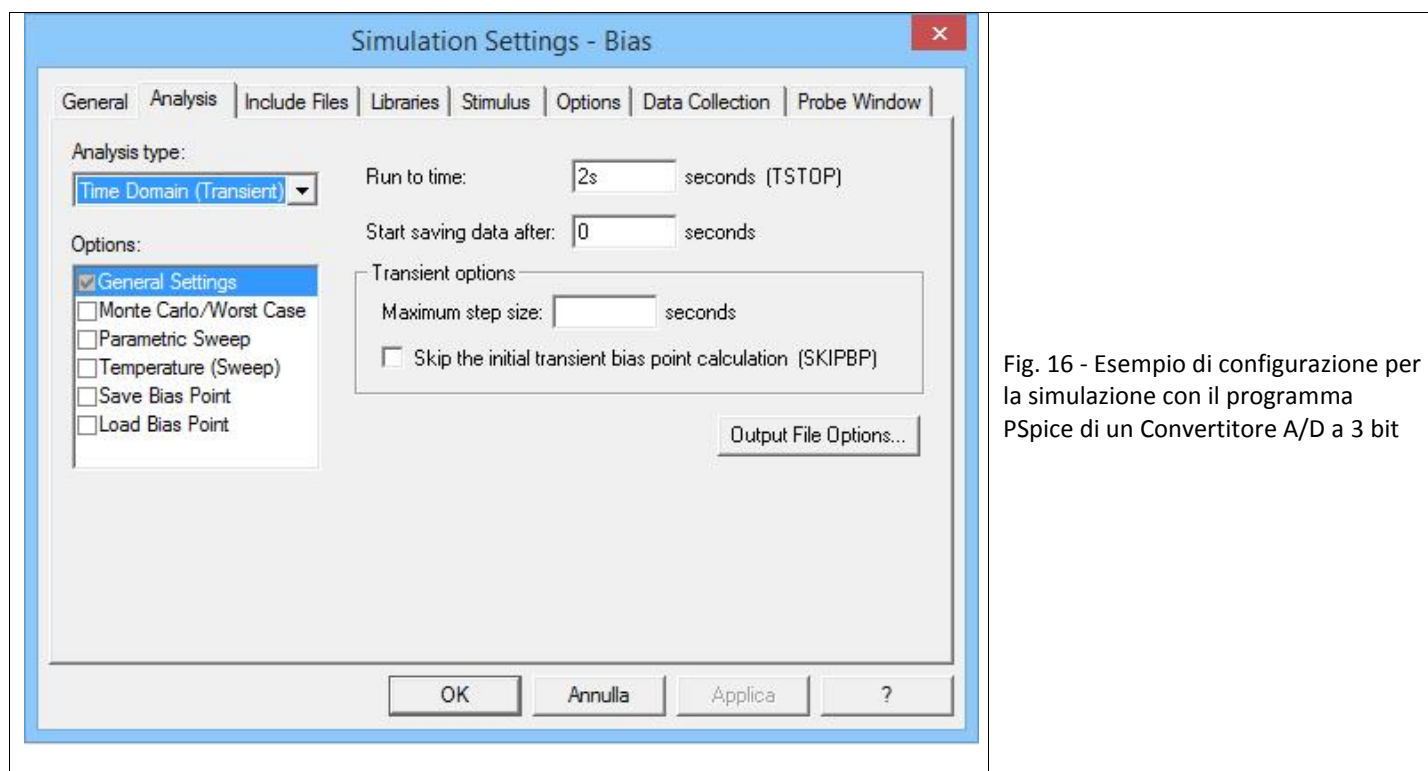 Simulation Settings - Bias
×
General Analysis Include Files Libraries Stimulus Options Data Collection Probe Window
Analysis type:
Time Domain (Transient)
Options:
General Settings
Monte Carlo/Worst Case
Parametric Sweep
Temperature (Sweep)
Save Bias Point
Load Bias Point
Run to time: 2s seconds (TSTOP)
Start saving data after: 0 seconds
Transient options
Maximum step size: seconds
Skip the initial transient bias point calculation (SKIPBP)
Output File Options...
OK Annulla Applica ?
Fig. 16 - Esempio di configurazione per
la simulazione con il programma
PSpice di un Convertitore A/D a 3 bit